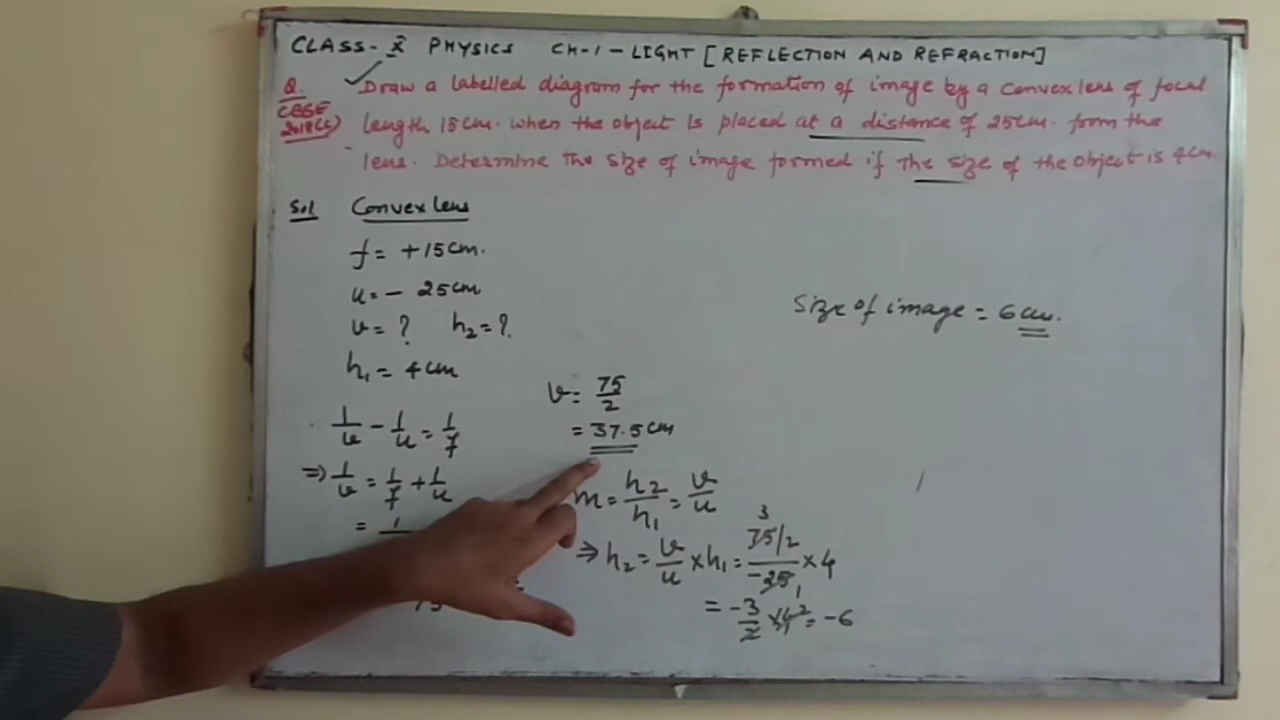 CLASS-X PHYSICS CH-1-LIGHT [REFLECTION AND REFRACTION]
Q. Draw a labelled diagram for the formation of image by a convex lens of focal
CBSE
2018(C) length 15cm. when the object is placed at a distance of 25cm. form the
lens. Determine the size of image formed if the size of the object is 4cm.
Sol Convex lens
f = +15cm.
u = - 25cm
v = ? h₂ = ?
h₁ = 4cm
1/v - 1/u = 1/f
⇒ 1/v = 1/f + 1/u
= 1
75
v = 75/2
= 37.5cm
m = h₂/h₁ = v/u
⇒ h₂ = v/u × h₁ = 75/2 / -25 × 4
= -3/2 × 4 = -6
Size of image = 6cm.